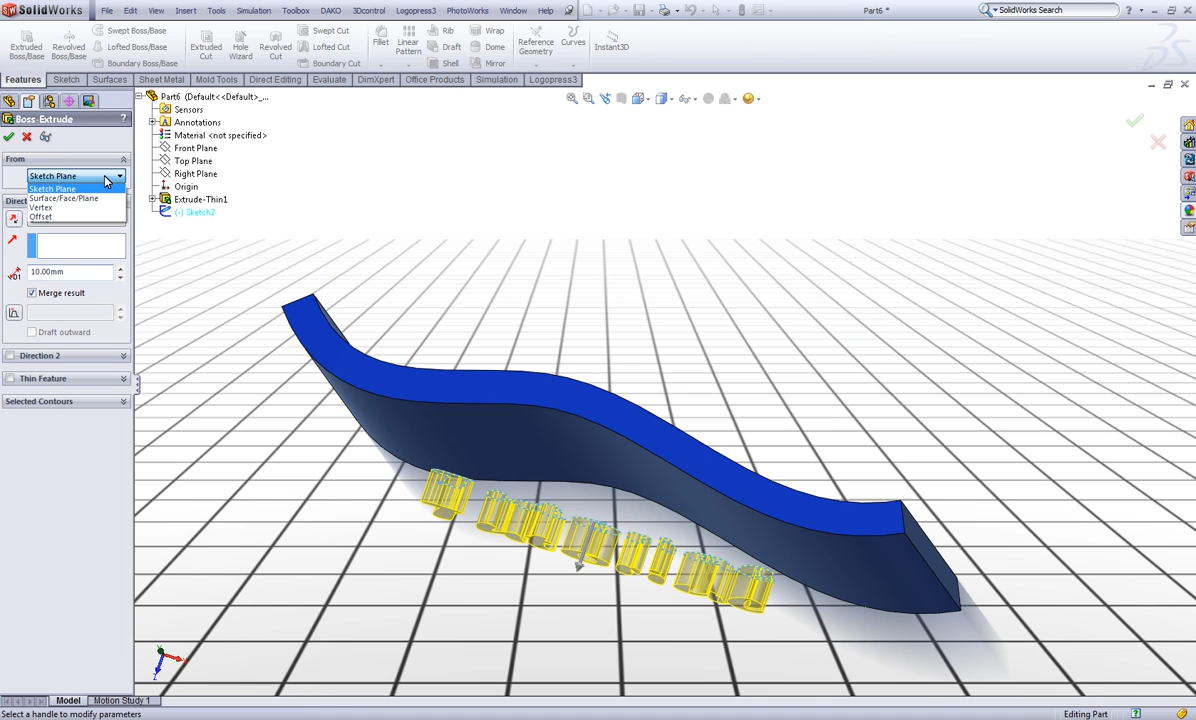 SolidWorks File Edit View Insert Tools Simulation Toolbox DAKO 3Dcontrol Logopress3 PhotoWorks Window Help Part6 * SolidWorks Search
Extruded Boss/Base
Revolved Boss/Base
Swept Boss/Base
Lofted Boss/Base
Boundary Boss/Base
Extruded Cut
Hole Wizard
Revolved Cut
Swept Cut
Lofted Cut
Boundary Cut
Fillet
Linear Pattern
Rib
Draft
Shell
Wrap
Dome
Mirror
Reference Geometry
Curves
Instant3D
Features Sketch Surfaces Sheet Metal Mold Tools Direct Editing Evaluate DimXpert Office Products Simulation Logopress3
Boss-Extrude ?
From
Sketch Plane
Sketch Plane
Surface/Face/Plane
Vertex
Offset
Direc
10.00mm
Merge result
Draft outward
Direction 2
Thin Feature
Selected Contours
Part6 (Default<<Default>_...
Sensors
Annotations
Material <not specified>
Front Plane
Top Plane
Right Plane
Origin
Extrude-Thin1
(-) Sketch2
Model Motion Study 1
Select a handle to modify parameters Editing Part